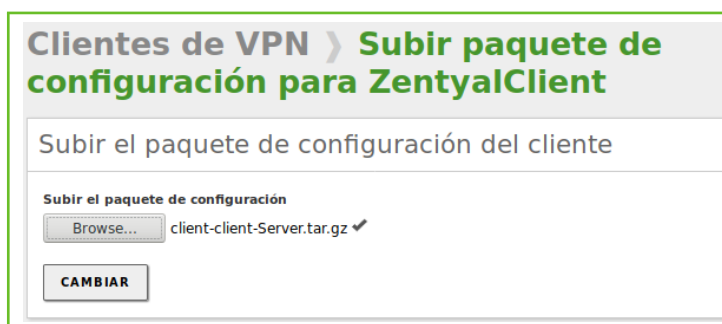 Clientes de VPN ❯ Subir paquete de
configuración para ZentyalClient
Subir el paquete de configuración del cliente
Subir el paquete de configuración
Browse... client-client-Server.tar.gz ✔
CAMBIAR